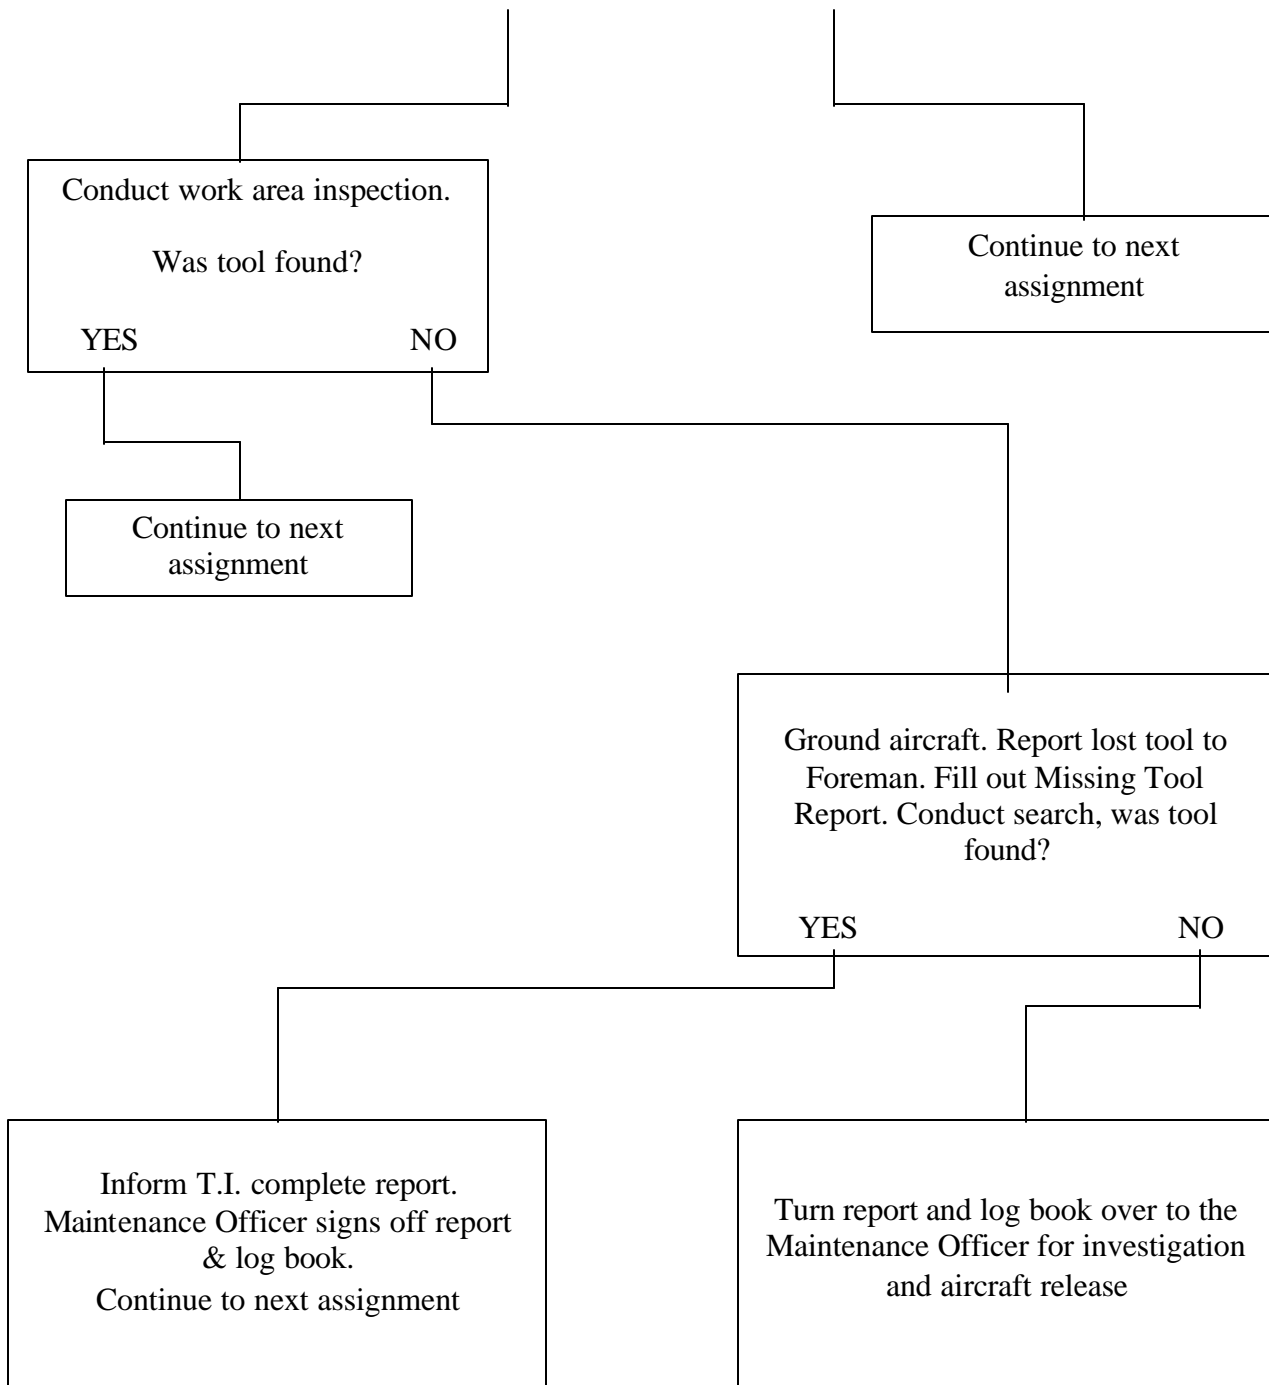 Conduct work area inspection.
Was tool found?
YES NO
Continue to next
assignment
Continue to next
assignment
Ground aircraft. Report lost tool to
Foreman. Fill out Missing Tool
Report. Conduct search, was tool
found?
YES NO
Inform T.I. complete report.
Maintenance Officer signs off report
& log book.
Continue to next assignment
Turn report and log book over to the
Maintenance Officer for investigation
and aircraft release